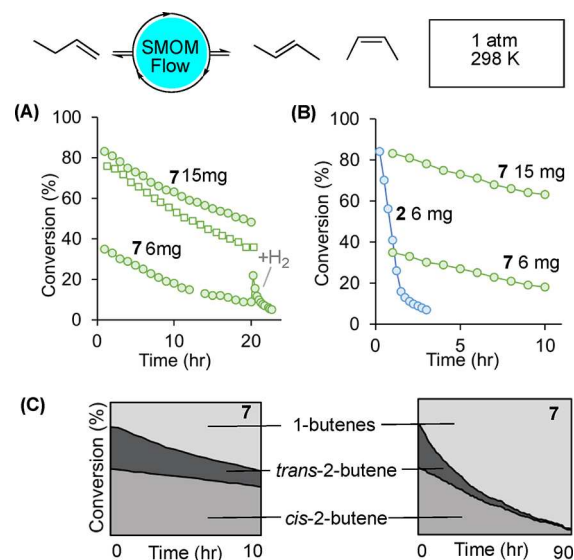 SMOM
Flow
1 atm
298 K
(A)
100
80
60
40
20
0
Conversion (%)
7 15mg
7 6mg
+H2
0 10 20
Time (hr)
(B)
100
80
60
40
20
0
Conversion (%)
7 15 mg
2 6 mg
7 6 mg
0 5 10
Time (hr)
(C)
Conversion (%)
7
7
1-butenes
trans-2-butene
cis-2-butene
0 10
Time (hr)
0 90
Time (hr)